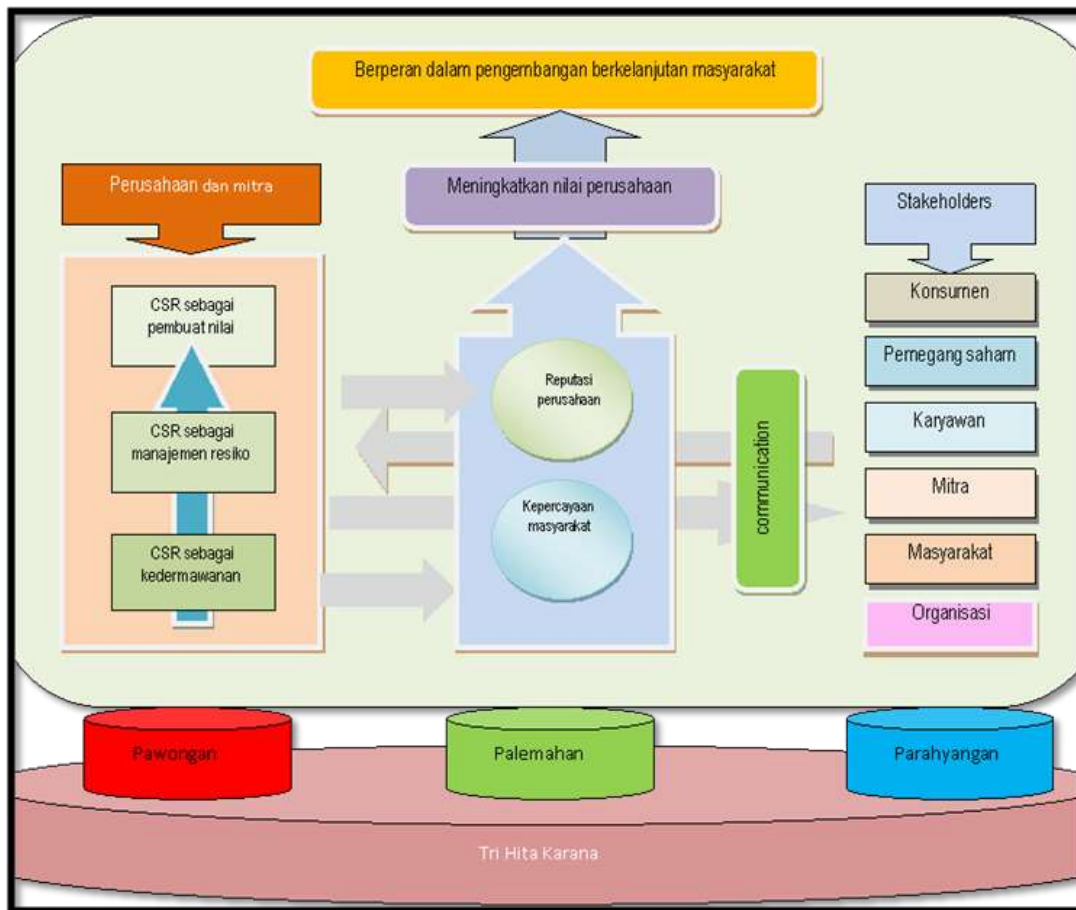 Berperan dalam pengembangan berkelanjutan masyarakat
Perusahaan dan mitra
Meningkatkan nilai perusahaan
Stakeholders
CSR sebagai
pembuat nilai
CSR sebagai
manajemen resiko
CSR sebagai
kedermawanan
Reputasi
perusahaan
Kepercayaan
masyarakat
communication
Konsumen
Pemegang saham
Karyawan
Mitra
Masyarakat
Organisasi
Pawongan
Palemahan
Parahyangan
Tri Hita Karana